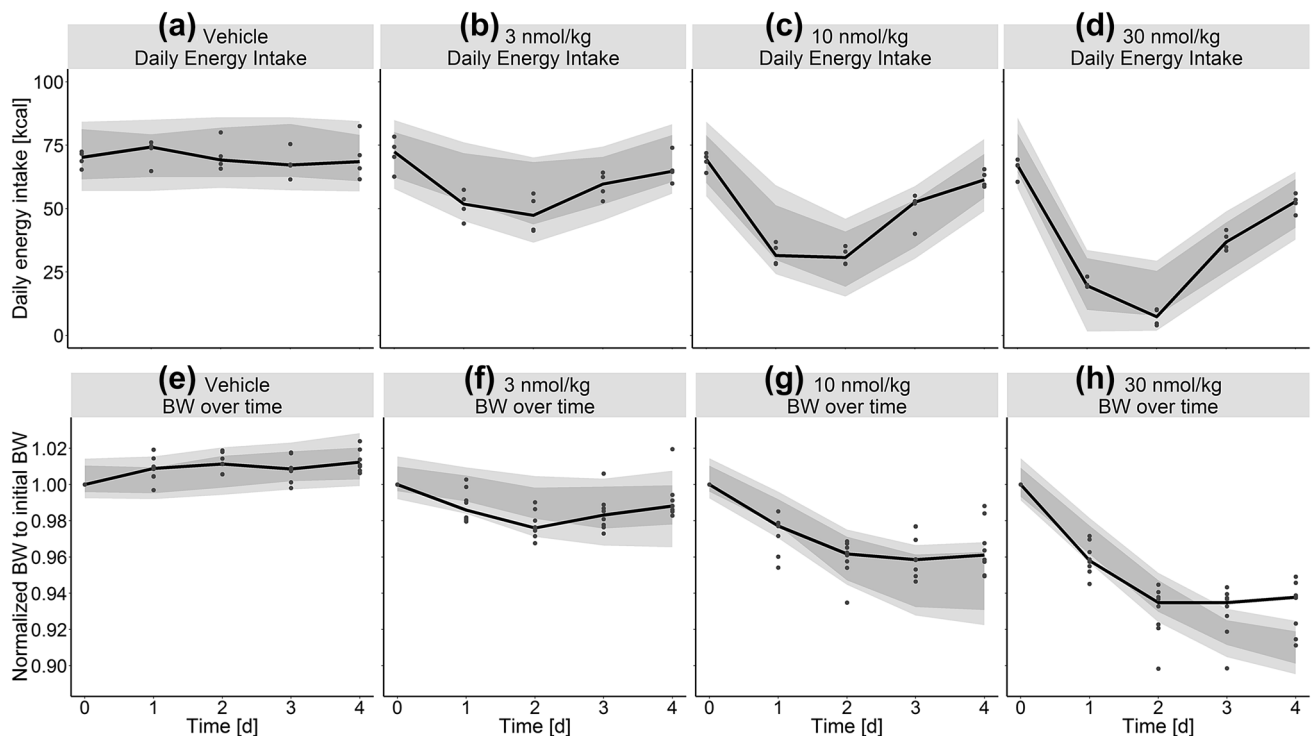 (a) Vehicle
Daily Energy Intake
(b) 3 nmol/kg
Daily Energy Intake
(c) 10 nmol/kg
Daily Energy Intake
(d) 30 nmol/kg
Daily Energy Intake
Daily energy intake [kcal]
100
75
50
25
0
(e) Vehicle
BW over time
(f) 3 nmol/kg
BW over time
(g) 10 nmol/kg
BW over time
(h) 30 nmol/kg
BW over time
Normalized BW to initial BW
1.02
1.00
0.98
0.96
0.94
0.92
0.90
0 1 2 3 4
0 1 2 3 4
0 1 2 3 4
0 1 2 3 4
Time [d]
Time [d]
Time [d]
Time [d]